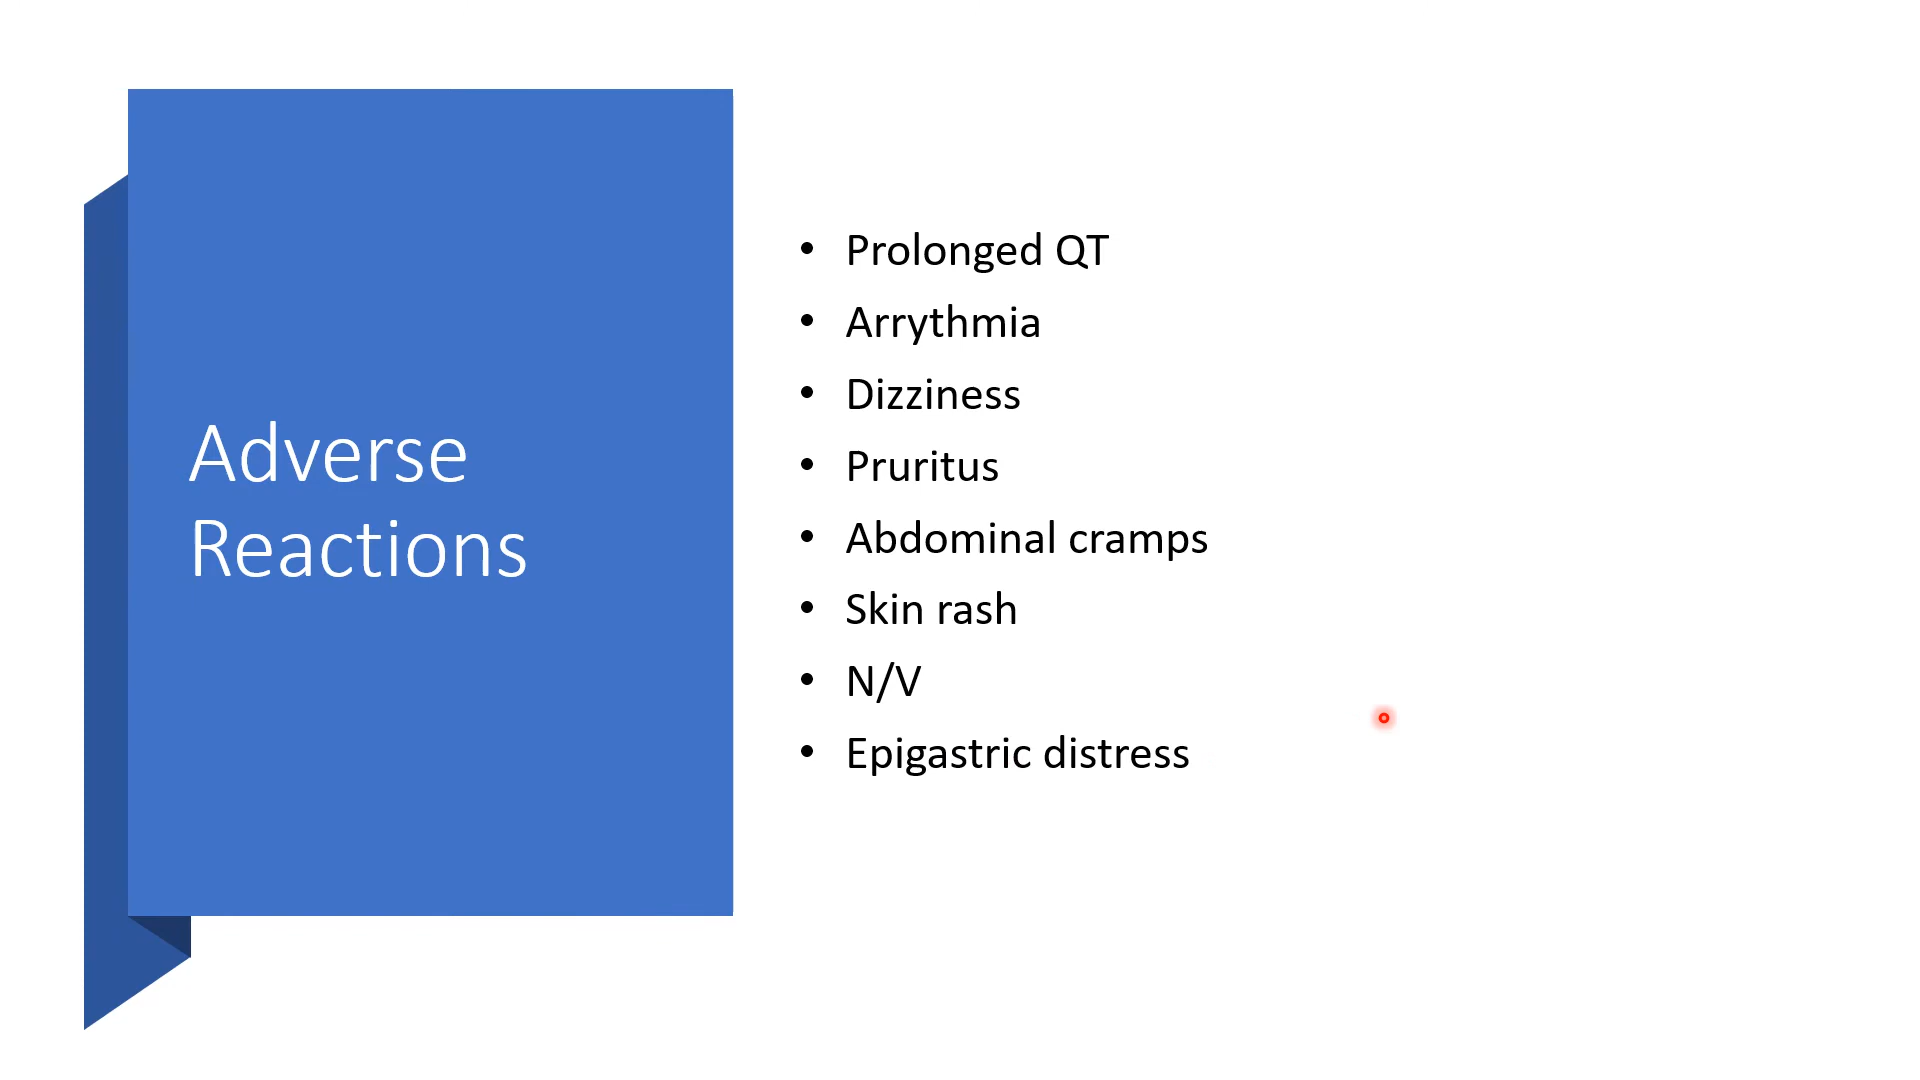 Adverse
Reactions
• Prolonged QT
• Arrythmia
• Dizziness
• Pruritus
• Abdominal cramps
• Skin rash
• N/V
• Epigastric distress